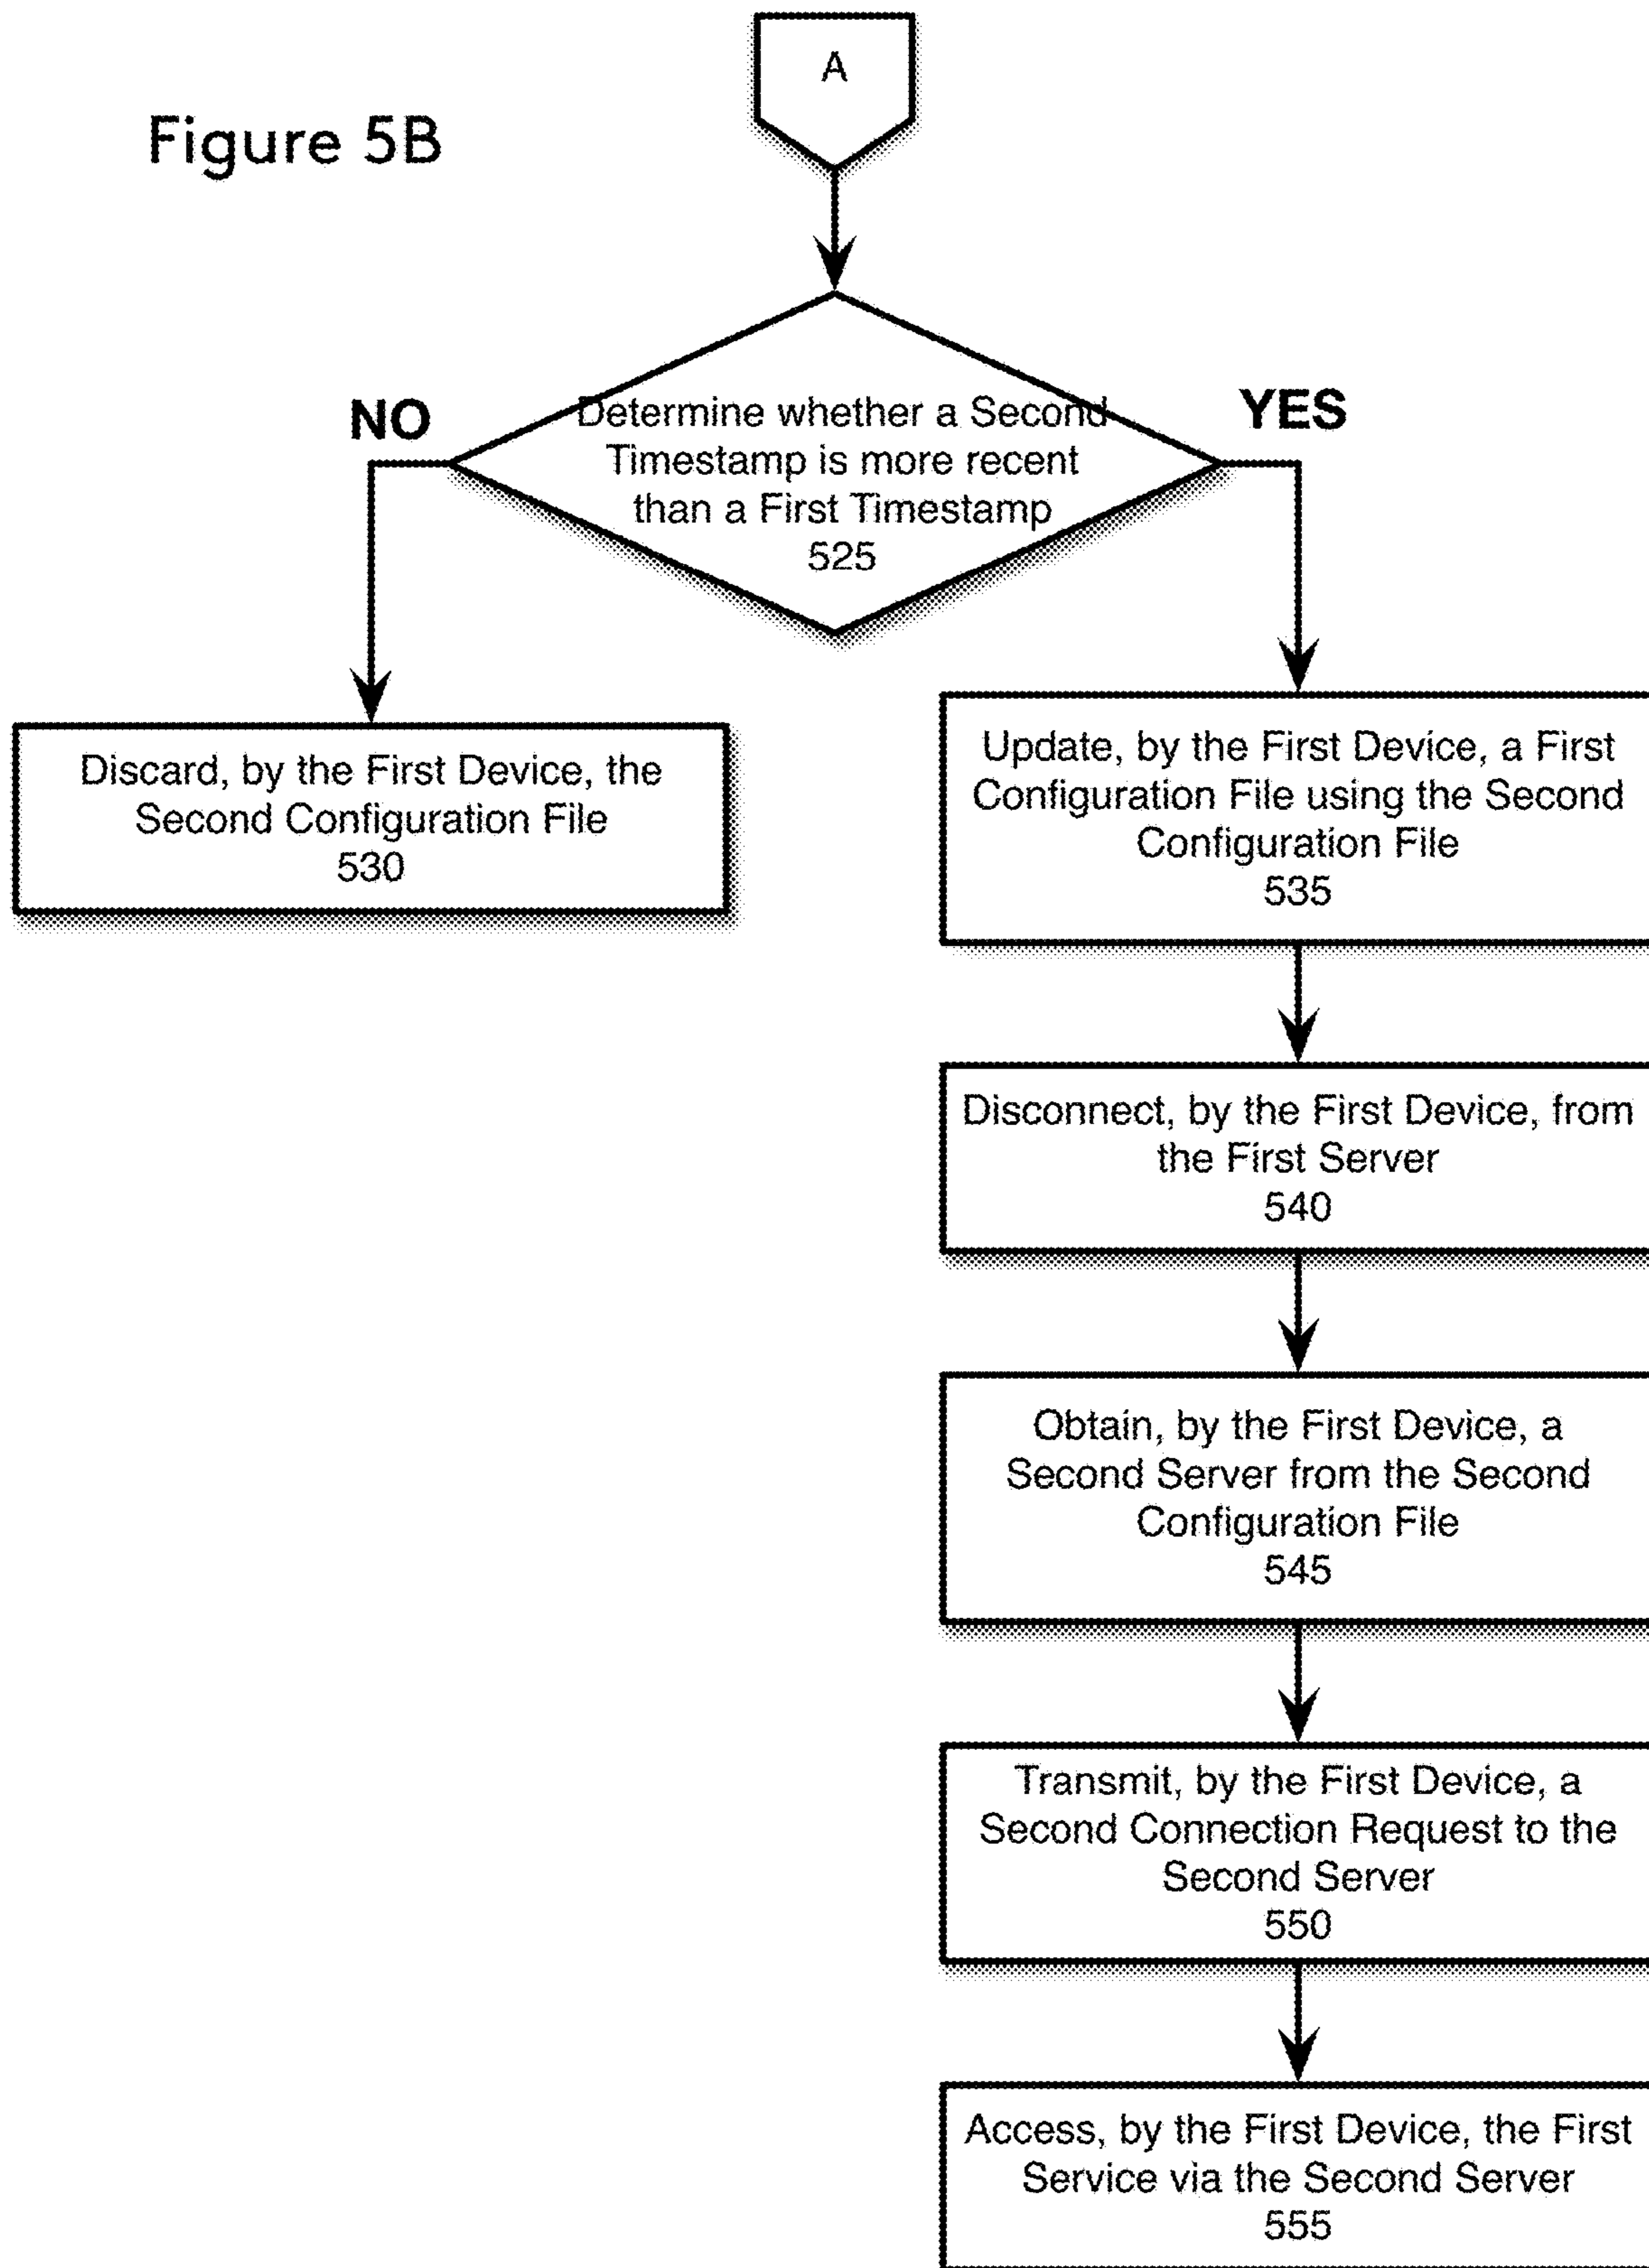 A
Figure 5B
NO
YES
Determine whether a Second
Timestamp is more recent
than a First Timestamp
525
Discard, by the First Device, the
Second Configuration File
530
Update, by the First Device, a First
Configuration File using the Second
Configuration File
535
Disconnect, by the First Device, from
the First Server
540
Obtain, by the First Device, a
Second Server from the Second
Configuration File
545
Transmit, by the First Device, a
Second Connection Request to the
Second Server
550
Access, by the First Device, the First
Service via the Second Server
555